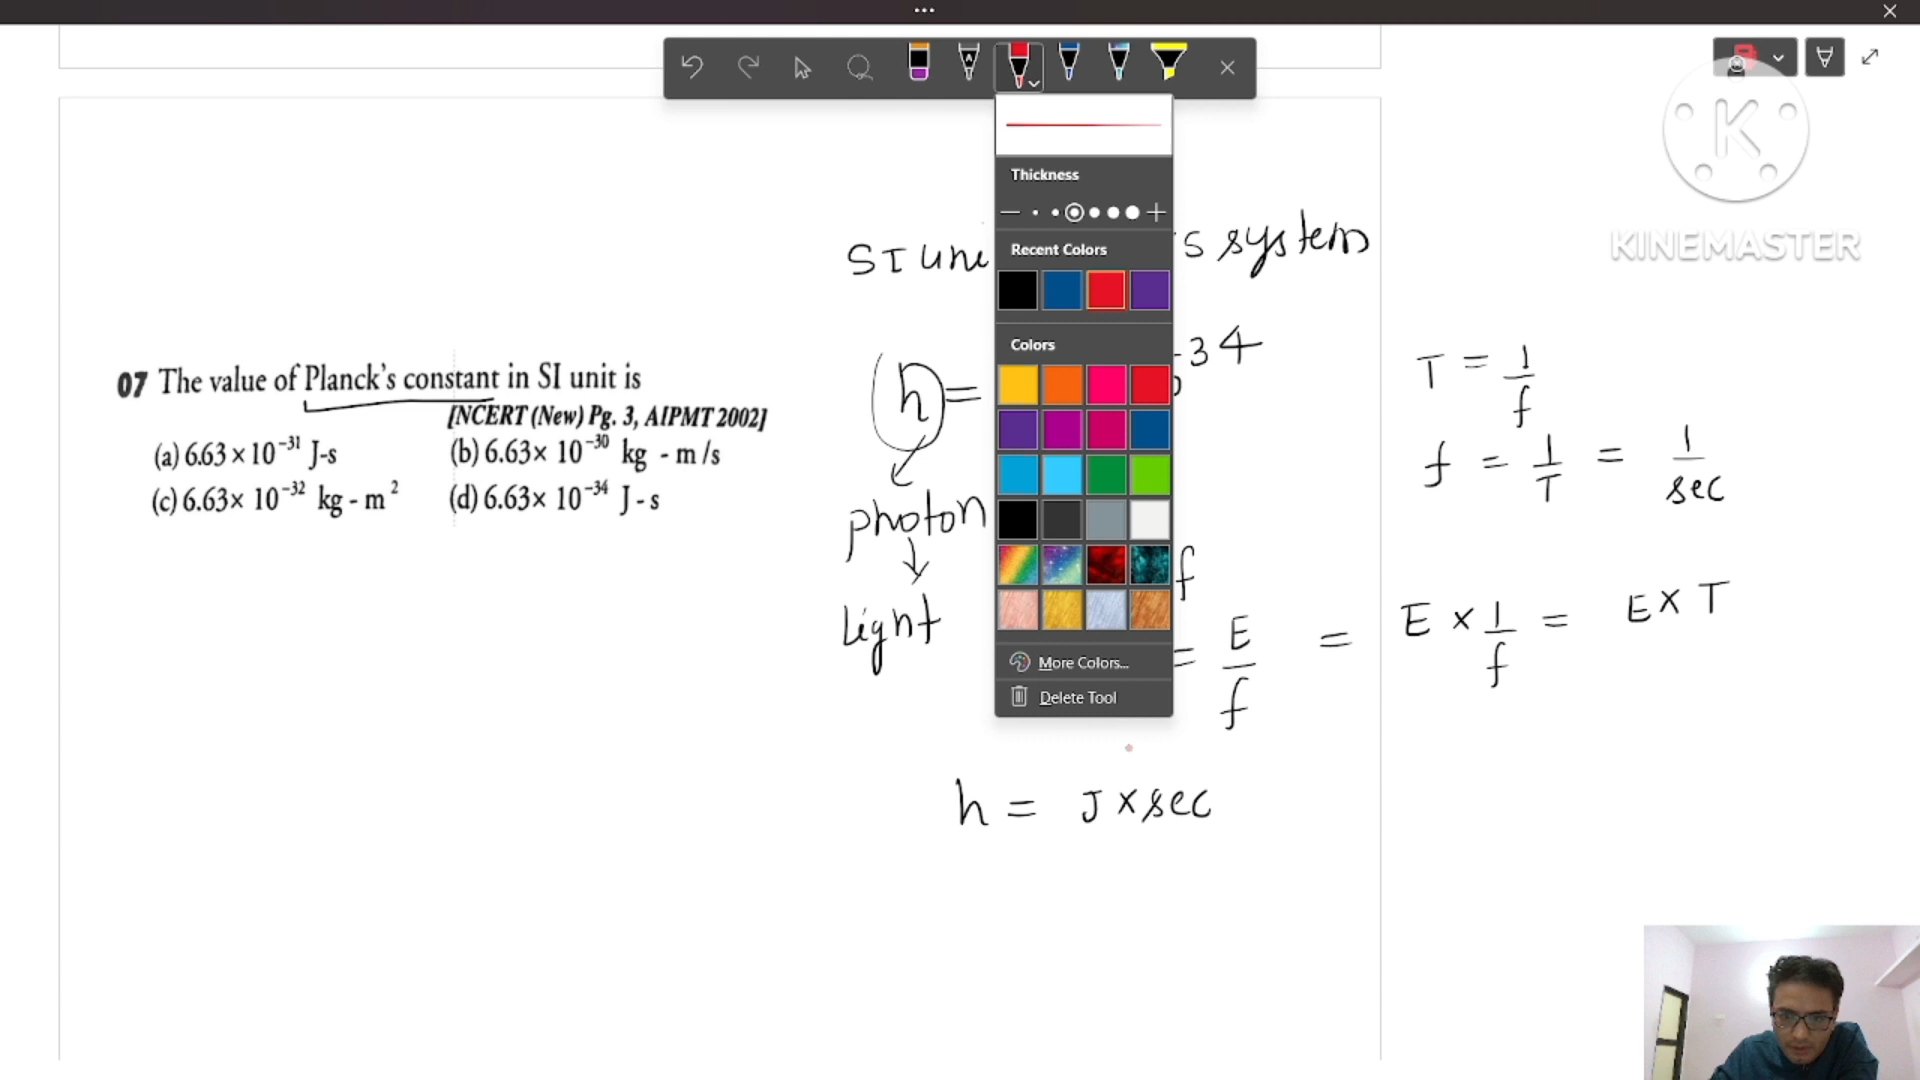 Thickness
SI uni s system
Recent Colors
KINEMASTER
Colors
-34
h =
T = 1/f
07 The value of Planck's constant in SI unit is
[NCERT (New) Pg. 3, AIPMT 2002]
(a) 6.63 × 10⁻³¹ J-s (b) 6.63× 10⁻³⁰ kg - m /s
(c) 6.63× 10⁻³² kg - m² (d) 6.63× 10⁻³⁴ J - s
f = 1/T = 1/sec
photon
f
light
= E/f = E × 1/f = E × T
More Colors...
Delete Tool
h = J × sec